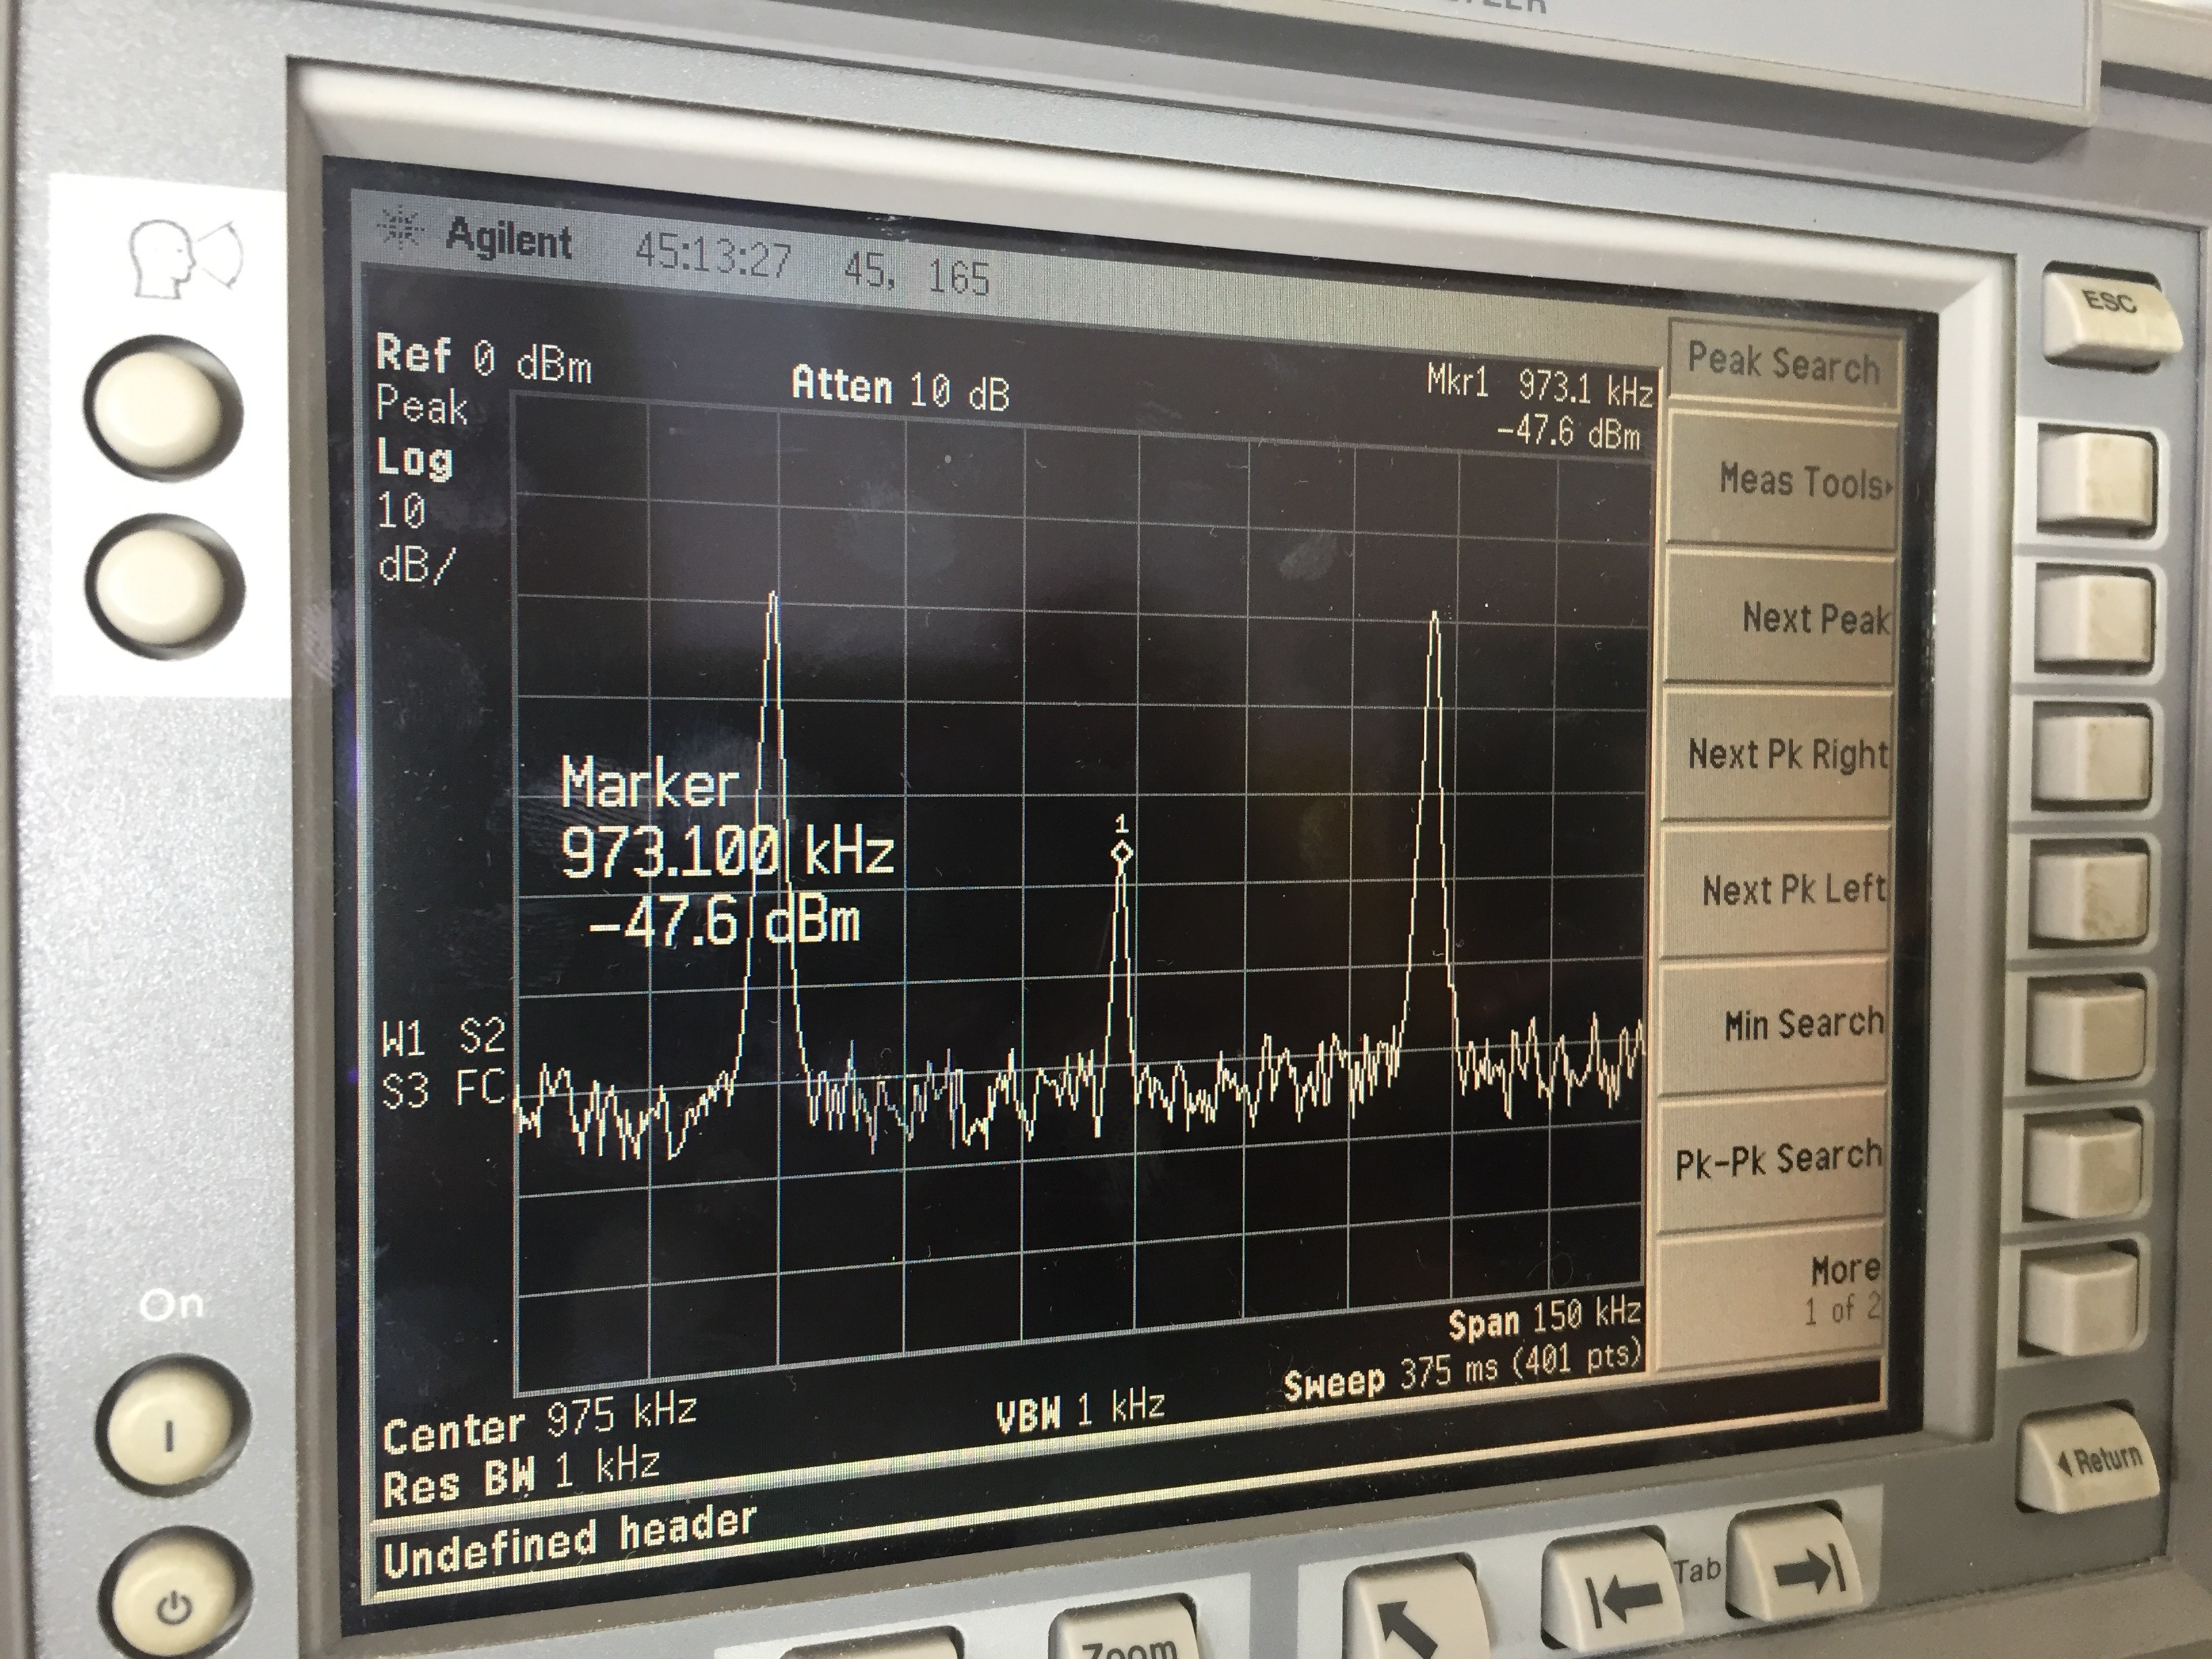 Agilent 45:13:27 45, 165
Ref 0 dBm
Atten 10 dB
Mkr1 973.1 kHz
-47.6 dBm
Peak
Log
10
dB/
1
Marker
973.100 kHz
-47.6 dBm
W1 S2
S3 FC
Center 975 kHz
Res BW 1 kHz
VBW 1 kHz
Span 150 kHz
Sweep 375 ms (401 pts)
Undefined header
Peak Search
Meas Tools
Next Peak
Next Pk Right
Next Pk Left
Min Search
Pk-Pk Search
More
1 of 2
ESC
Return
On
Zoom
Tab